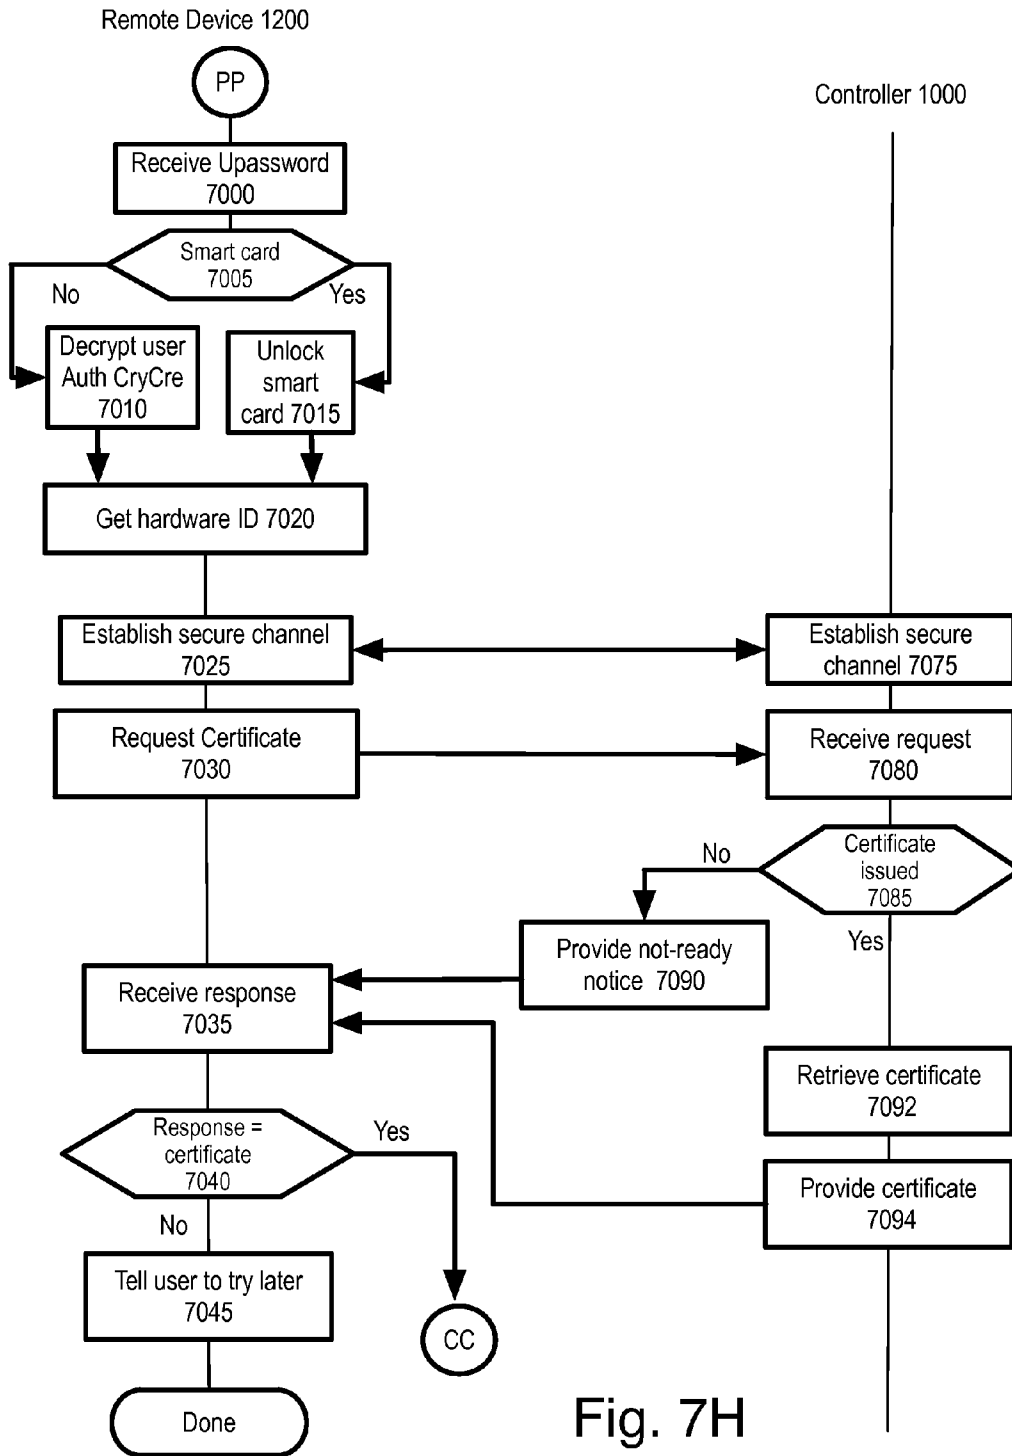 Remote Device 1200
PP
Controller 1000
Receive Upassword
7000
Smart card
7005
No
Yes
Decrypt user
Auth CryCre
7010
Unlock
smart
card 7015
Get hardware ID 7020
Establish secure channel
7025
Establish secure
channel 7075
Request Certificate
7030
Receive request
7080
Certificate
issued
7085
No
Yes
Provide not-ready
notice 7090
Receive response
7035
Retrieve certificate
7092
Response =
certificate
7040
Yes
No
Provide certificate
7094
Tell user to try later
7045
CC
Done
Fig. 7H